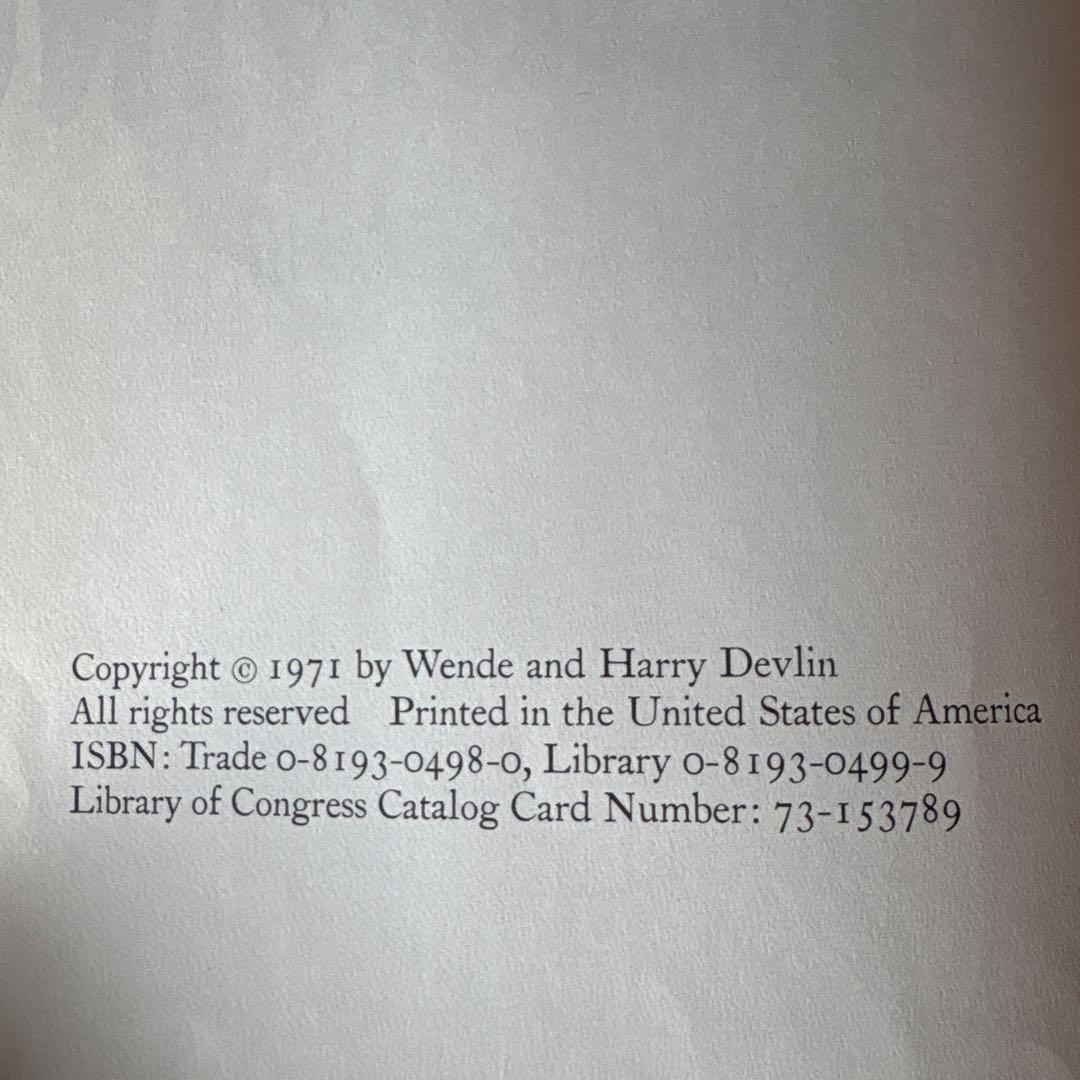 Copyright © 1971 by Wende and Harry Devlin
All rights reserved Printed in the United States of America
ISBN: Trade 0-8193-0498-0, Library 0-8193-0499-9
Library of Congress Catalog Card Number: 73-153789